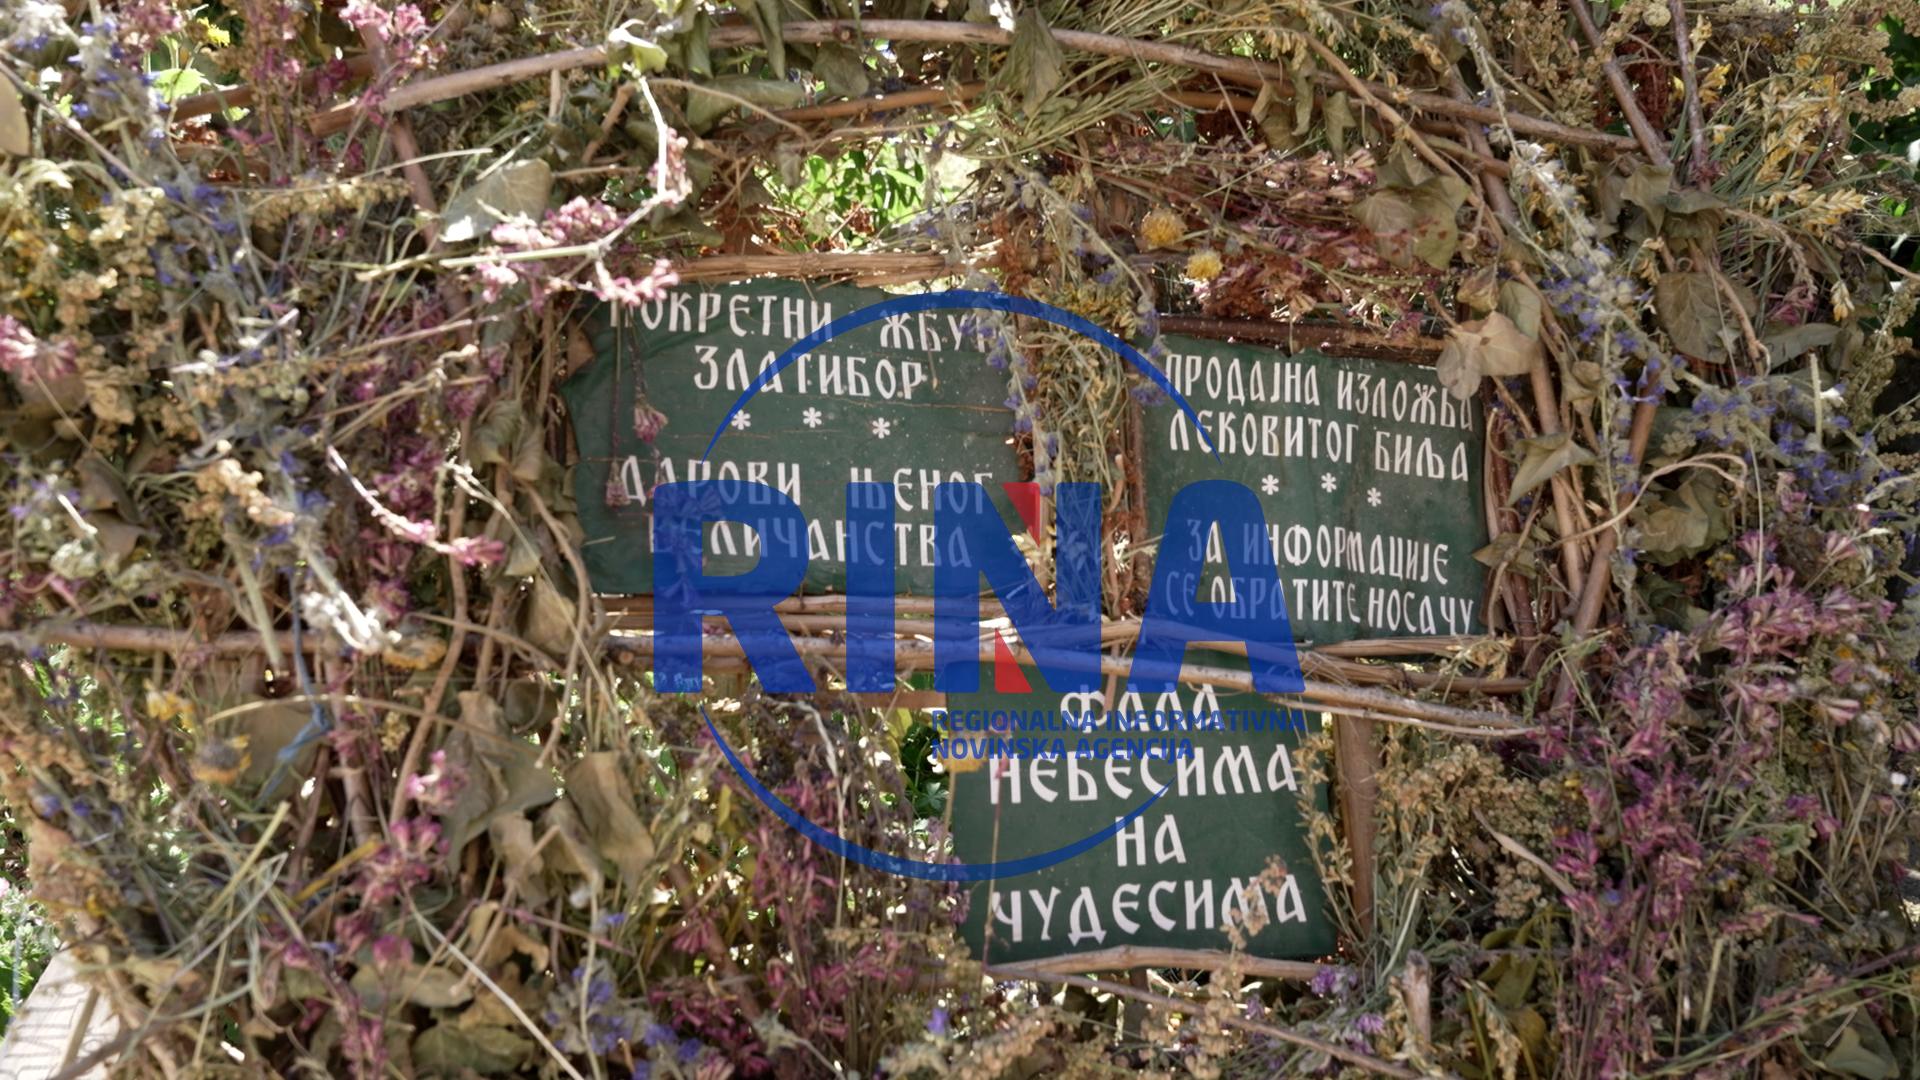 ПОКРЕТНИ ЖБУН
ЗЛАТИБОР
* * *
ДАРОВИ ЊЕНОГ
ВЕЛИЧАНСТВА
ПРОДАЈНА ИЗЛОЖБА
ЛЕКОВИТОГ БИЉА
* * *
ЗА ИНФОРМАЦИЈЕ
СЕ ОБРАТИТЕ НОСАЧУ
ФАЛА
НЕБЕСИМА
НА
ЧУДЕСИМА
RINA
REGIONALNA INFORMATIVNA
NOVINSKA AGENCIJA